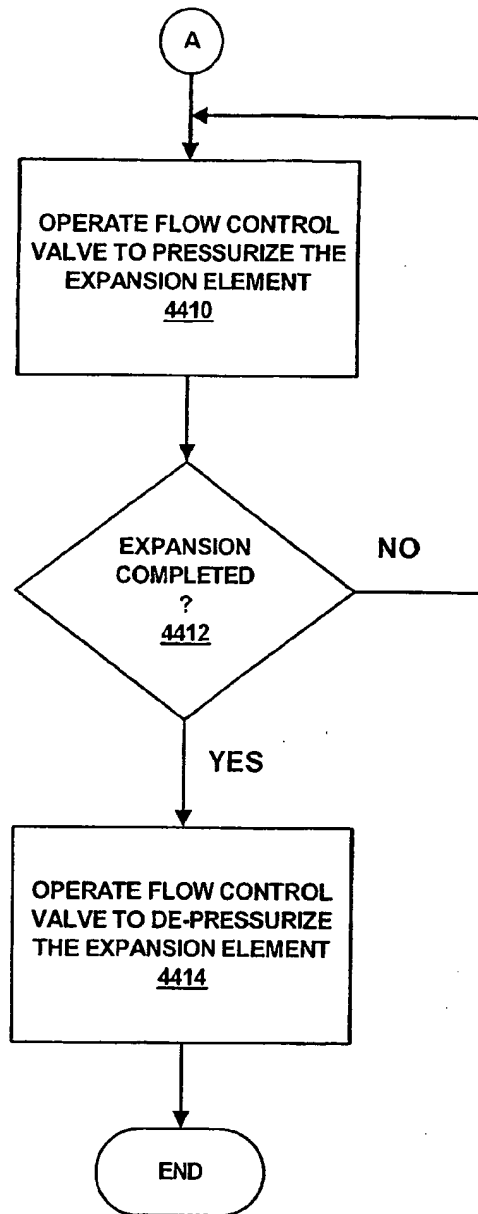 A
OPERATE FLOW CONTROL
VALVE TO PRESSURIZE THE
EXPANSION ELEMENT
4410
EXPANSION
COMPLETED
?
4412
NO
YES
OPERATE FLOW CONTROL
VALVE TO DE-PRESSURIZE
THE EXPANSION ELEMENT
4414
END